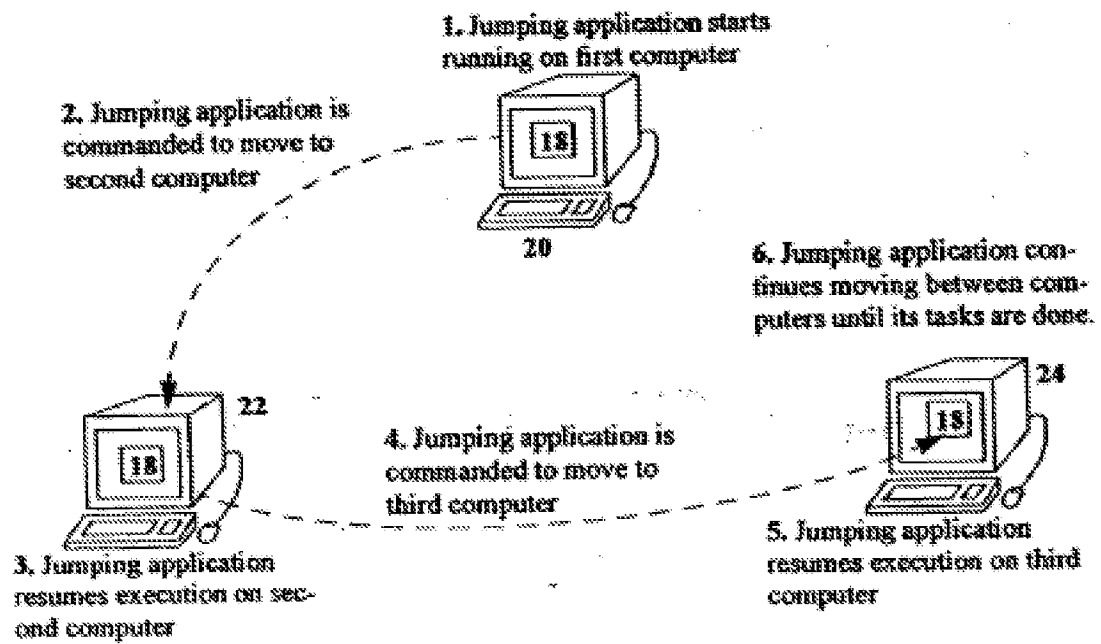 1. Jumping application starts
running on first computer
2. Jumping application is
commanded to move to
second computer
18
20
6. Jumping application con-
tinues moving between com-
puters until its tasks are done.
22
18
24
18
4. Jumping application is
commanded to move to
third computer
3. Jumping application
resumes execution on sec-
ond computer
5. Jumping application
resumes execution on third
computer